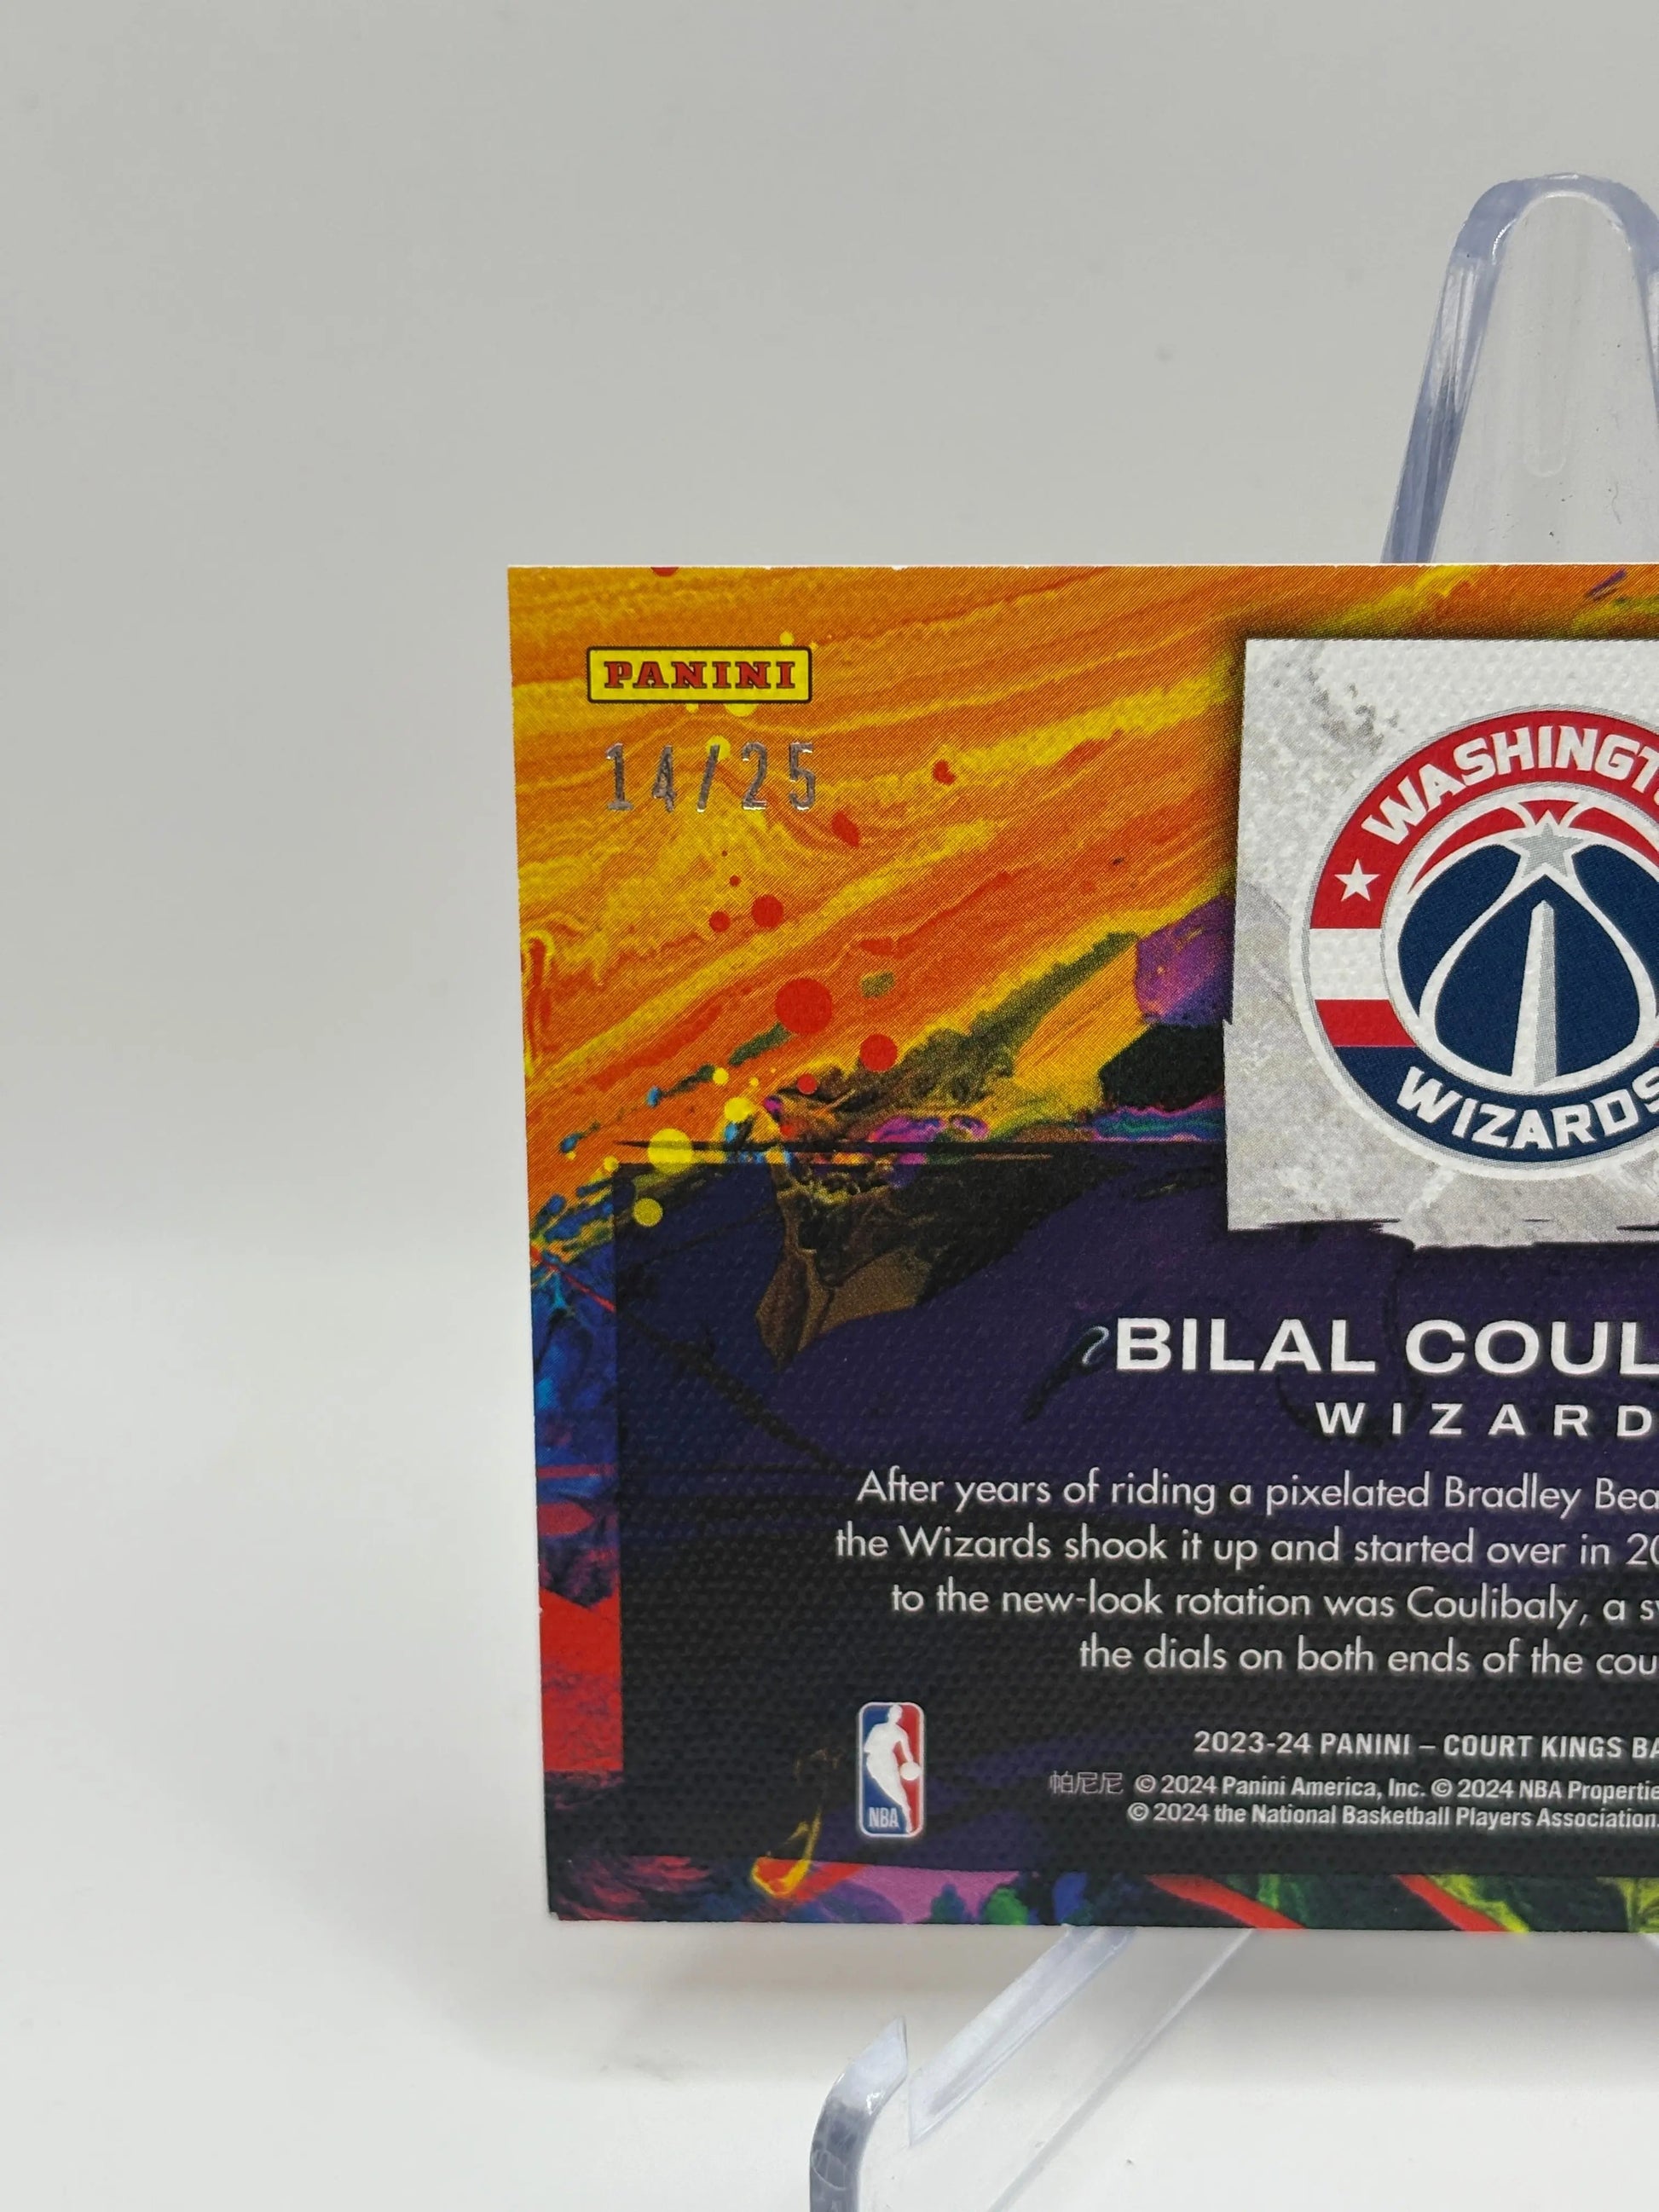 PANINI
14/25
WASHINGT
WIZARDS
BILAL COUL
WIZARD
After years of riding a pixelated Bradley Bea
the Wizards shook it up and started over in 20
to the new-look rotation was Coulibaly, a s
the dials on both ends of the cou
2023-24 PANINI – COURT KINGS BA
帕尼尼 © 2024 Panini America, Inc. © 2024 NBA Propertie
© 2024 the National Basketball Players Association.
NBA